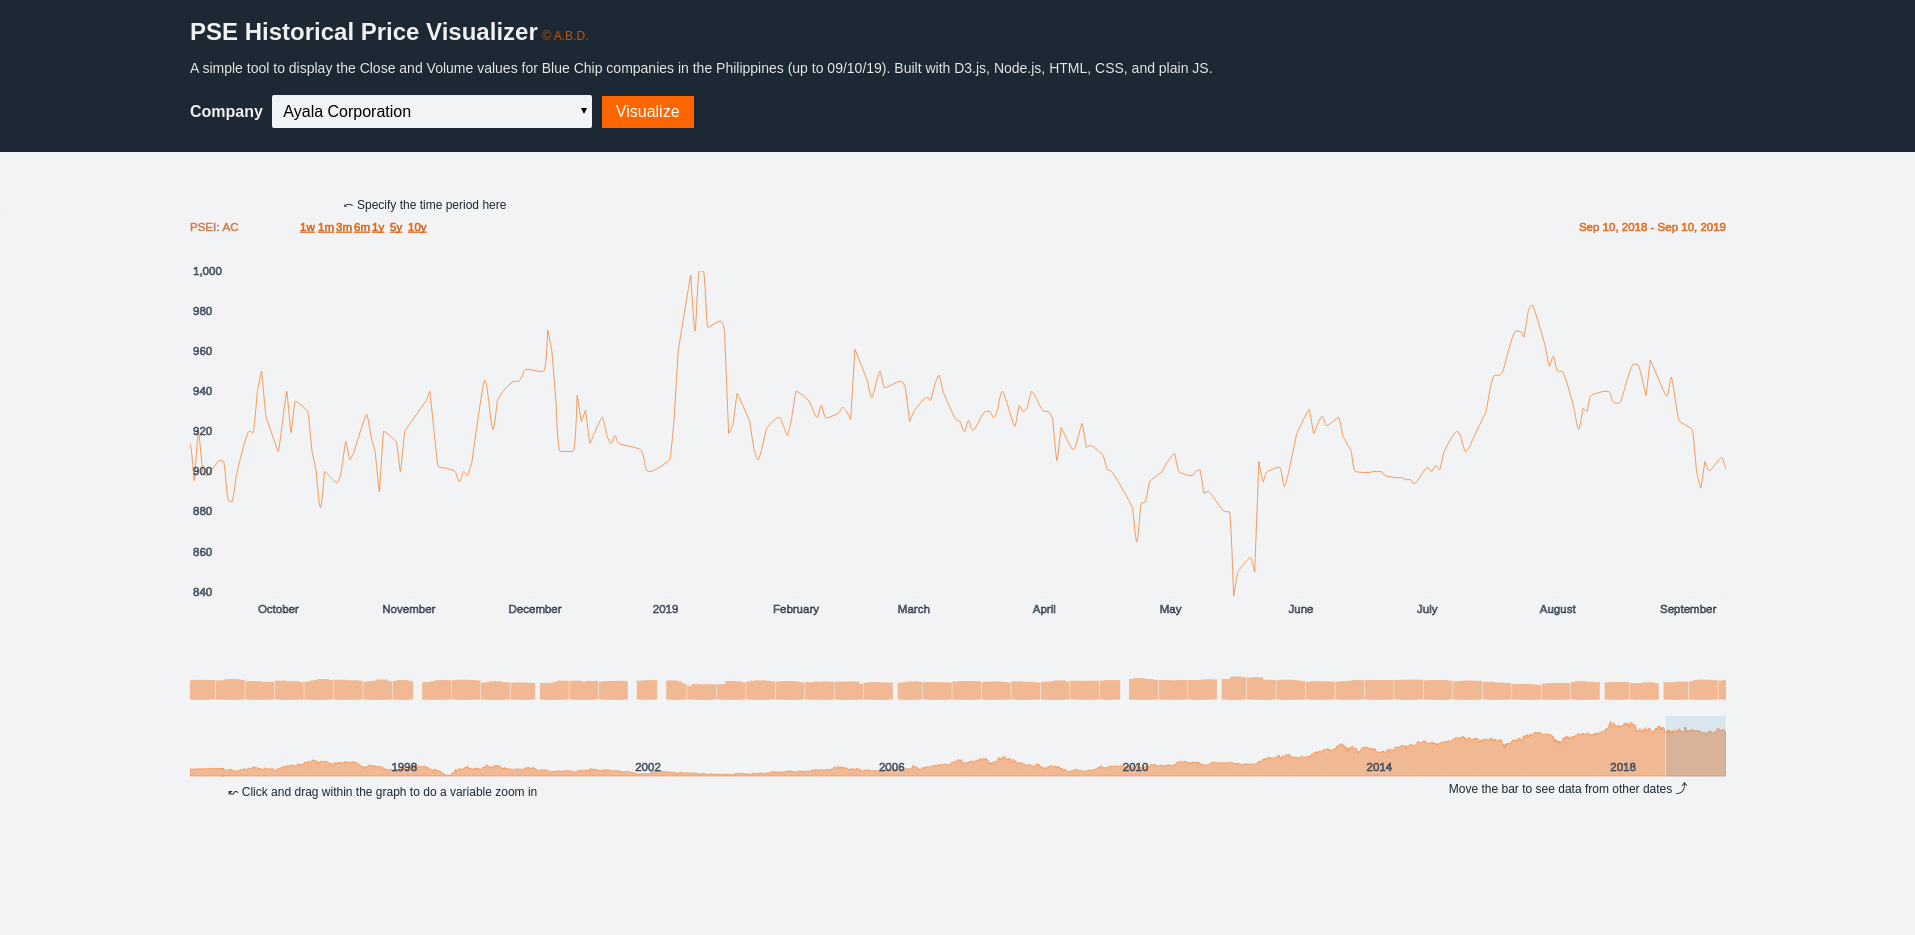 PSE Historical Price Visualizer © A.B.D.
A simple tool to display the Close and Volume values for Blue Chip companies in the Philippines (up to 09/10/19). Built with D3.js, Node.js, HTML, CSS, and plain JS.
Company Ayala Corporation Visualize
Specify the time period here
PSEI: AC 1w 1m 3m 6m 1y 5y 10y Sep 10, 2018 - Sep 10, 2019
1,000
980
960
940
920
900
880
860
840
October November December 2019 February March April May June July August September
1998 2002 2006 2010 2014 2018
Click and drag within the graph to do a variable zoom in
Move the bar to see data from other dates